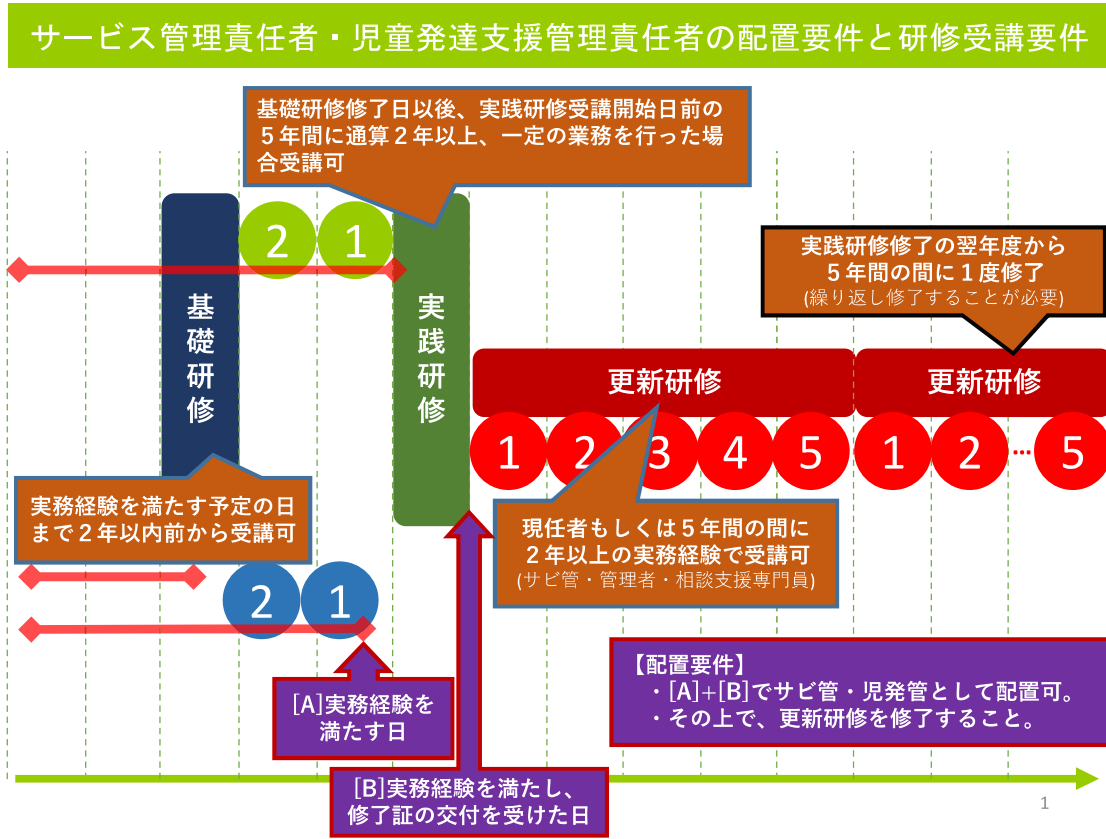 サービス管理責任者・児童発達支援管理責任者の配置要件と研修受講要件
基礎研修修了日以後、実践研修受講開始日前の
５年間に通算２年以上、一定の業務を行った場
合受講可
2
1
基礎研修
実践研修
実践研修修了の翌年度から
５年間の間に１度修了
(繰り返し修了することが必要)
更新研修
更新研修
1
2
3
4
5
1
2
…
5
実務経験を満たす予定の日
まで２年以内前から受講可
現任者もしくは５年間の間に
２年以上の実務経験で受講可
(サビ管・管理者・相談支援専門員)
2
1
[A]実務経験を
満たす日
【配置要件】
・[A]+[B]でサビ管・児発管として配置可。
・その上で、更新研修を修了すること。
[B]実務経験を満たし、
修了証の交付を受けた日
1